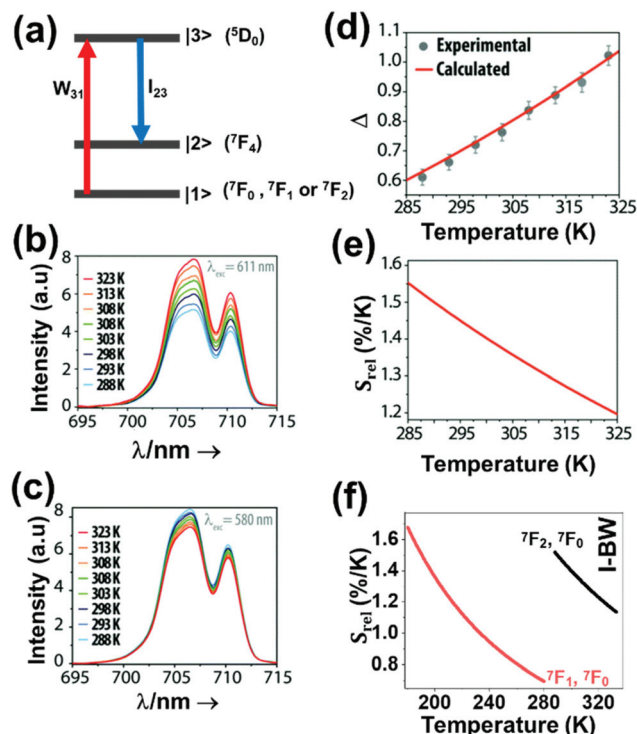 (a)
|3> (⁵D₀)
W₃₁
I₂₃
|2> (⁷F₄)
|1> (⁷F₀ , ⁷F₁ or ⁷F₂)
(b)
Intensity (a.u)
8
6
4
2
0
λexc = 611 nm
323 K
313 K
308 K
308 K
303 K
298 K
293 K
288 K
695 700 705 710 715
λ/nm →
(c)
Intensity (a.u)
8
6
4
2
0
λexc = 580 nm
323 K
313 K
308 K
308 K
303 K
298 K
293 K
288 K
695 700 705 710 715
λ/nm →
(d)
Δ
1.1
1.0
0.9
0.8
0.7
0.6
Experimental
Calculated
285 295 305 315 325
Temperature (K)
(e)
Srel (%/K)
1.6
1.5
1.4
1.3
1.2
285 295 305 315 325
Temperature (K)
(f)
Srel (%/K)
1.6
1.4
1.2
1.0
0.8
⁷F₂, ⁷F₀
I-BW
⁷F₁, ⁷F₀
180 240 280 320
Temperature (K)